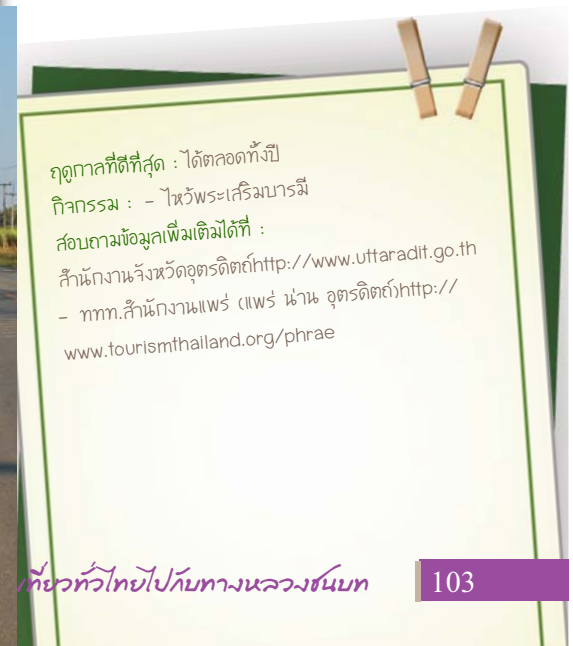 ฤดูกาลที่ดีที่สุด : ได้ตลอดทั้งปี
กิจกรรม : - ไหว้พระเสริมบารมี
สอบถามข้อมูลเพิ่มเติมได้ที่ :
สำนักงานจังหวัดอุตรดิตถ์http://www.uttaradit.go.th
- ททท.สำนักงานแพร่ (แพร่ น่าน อุตรดิตถ์)http://
www.tourismthailand.org/phrae
เที่ยวทั่วไทยไปกับทางหลวงชนบท
103